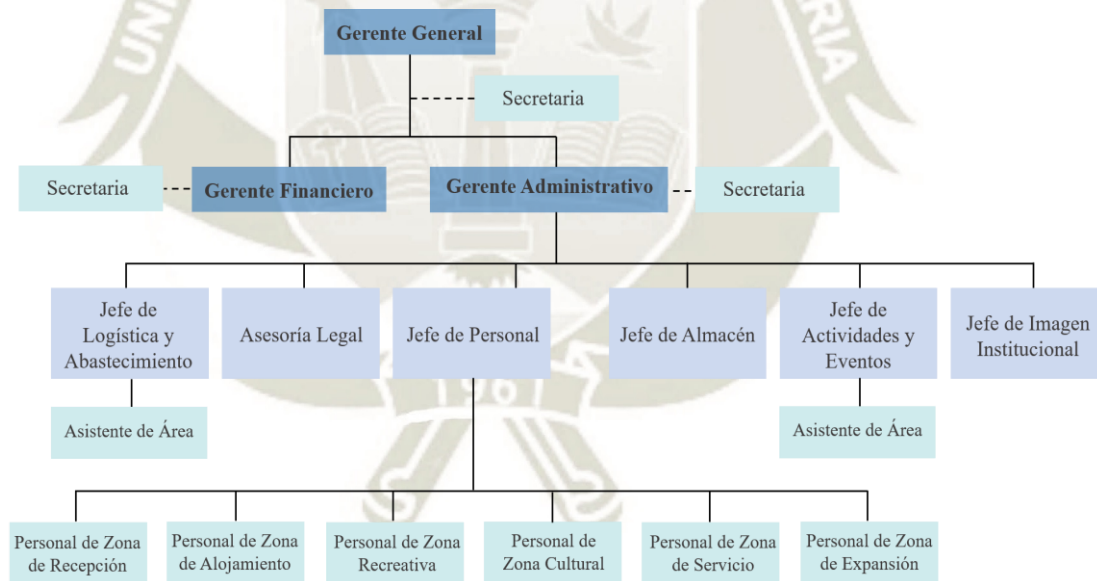 UNI
ERIA
Gerente General
Secretaria
Secretaria
Gerente Financiero
Gerente Administrativo
Secretaria
Jefe de
Logística y
Abastecimiento
Asesoría Legal
Jefe de Personal
Jefe de Almacén
Jefe de
Actividades y
Eventos
Jefe de Imagen
Institucional
96
Asistente de Área
Asistente de Área
Personal de Zona
de Recepción
Personal de Zona
de Alojamiento
Personal de Zona
Recreativa
Personal de
Zona Cultural
Personal de Zona
de Servicio
Personal de Zona
de Expansión